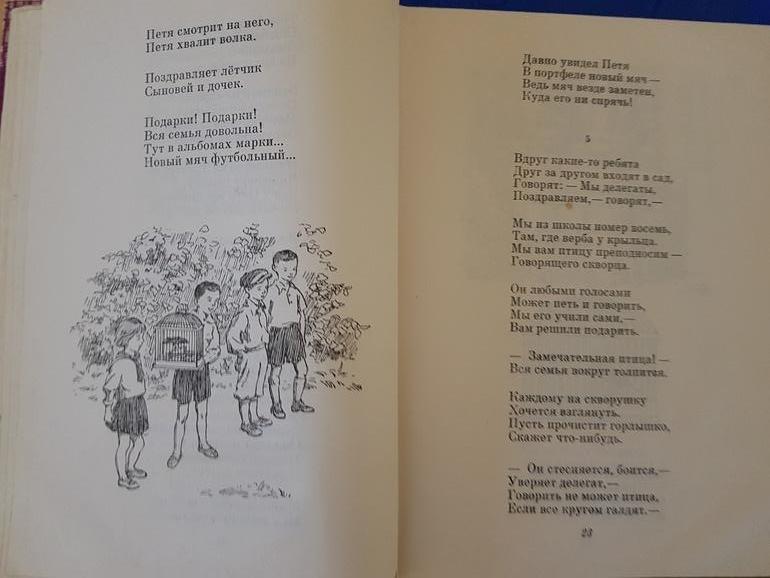 Петя смотрит на него,
Петя хвалит волка.
Поздравляет лётчик
Сыновей и дочек.
Подарки! Подарки!
Вся семья довольна!
Тут в альбомах марки...
Новый мяч футбольный...
Давно увидел Петя
В портфеле новый мяч —
Ведь мяч везде заметен,
Куда его ни спрячь!
5
Вдруг какие-то ребята
Друг за другом входят в сад,
Говорят: — Мы делегаты,
Поздравляем,— говорят,—
Мы из школы номер восемь,
Там, где верба у крыльца.
Мы вам птицу преподносим —
Говорящего скворца.
Он любыми голосами
Может петь и говорить,
Мы его учили сами,—
Вам решили подарить.
— Замечательная птица! —
Вся семья вокруг толпится.
Каждому на скворушку
Хочется взглянуть.
Пусть прочистит горлышко,
Скажет что-нибудь.
— Он стесняется, боится,—
Уверяет делегат,—
Говорить не может птица,
Если все кругом галдят.—
23